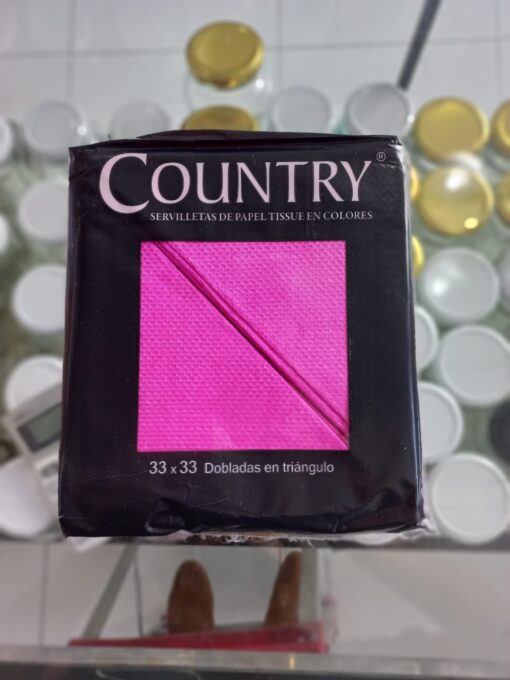 COUNTRY®
SERVILLETAS DE PAPEL TISSUE EN COLORES
33 x 33 Dobladas en triángulo